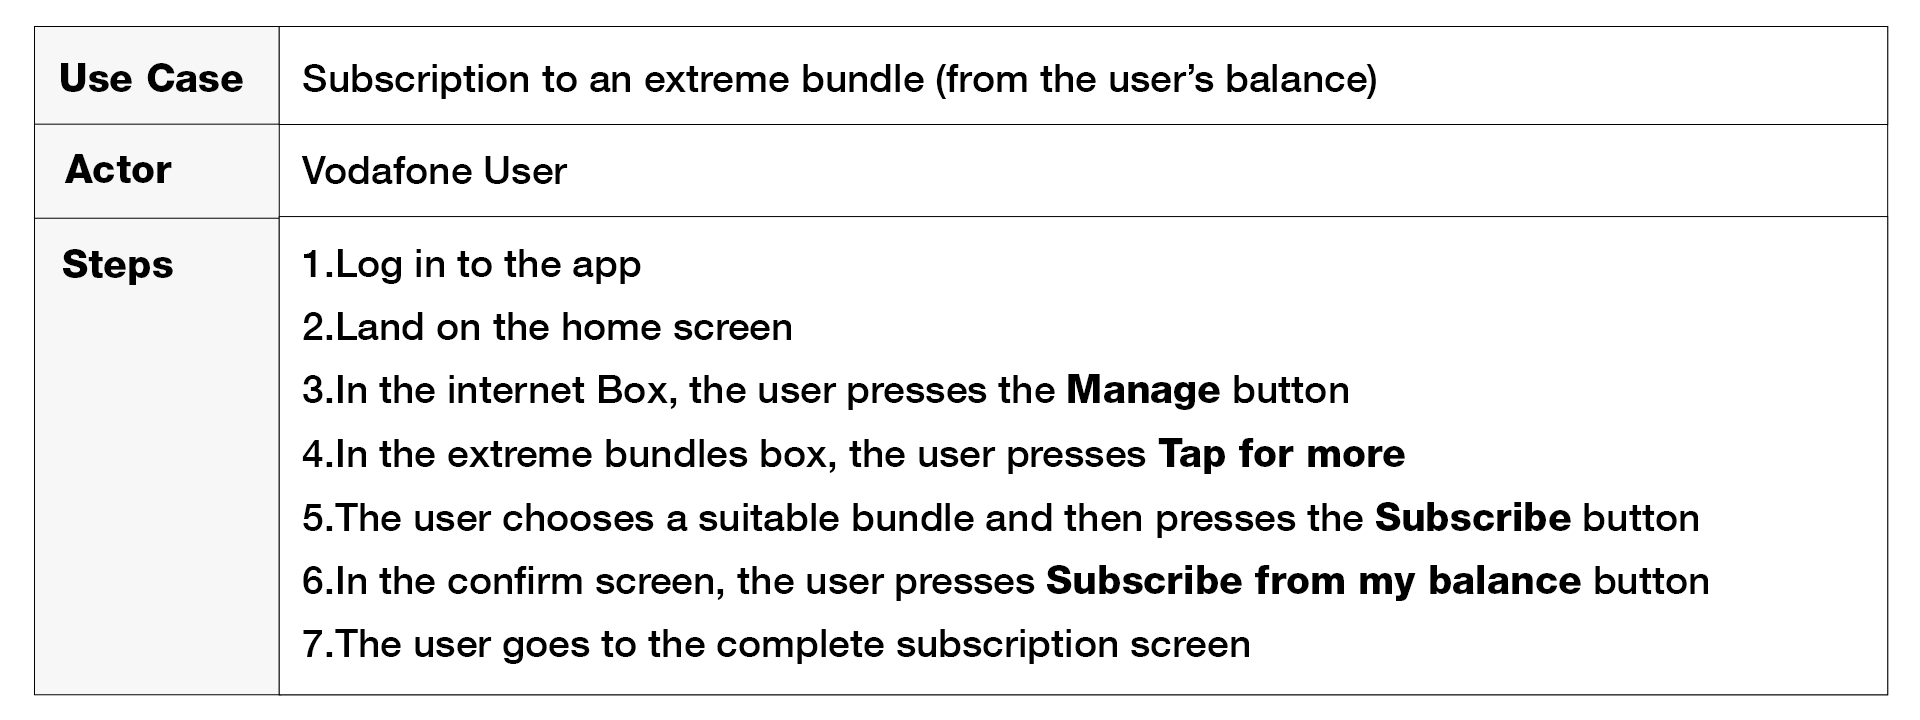 Use Case
Subscription to an extreme bundle (from the user’s balance)
Actor
Vodafone User
Steps
1.Log in to the app
2.Land on the home screen
3.In the internet Box, the user presses the Manage button
4.In the extreme bundles box, the user presses Tap for more
5.The user chooses a suitable bundle and then presses the Subscribe button
6.In the confirm screen, the user presses Subscribe from my balance button
7.The user goes to the complete subscription screen